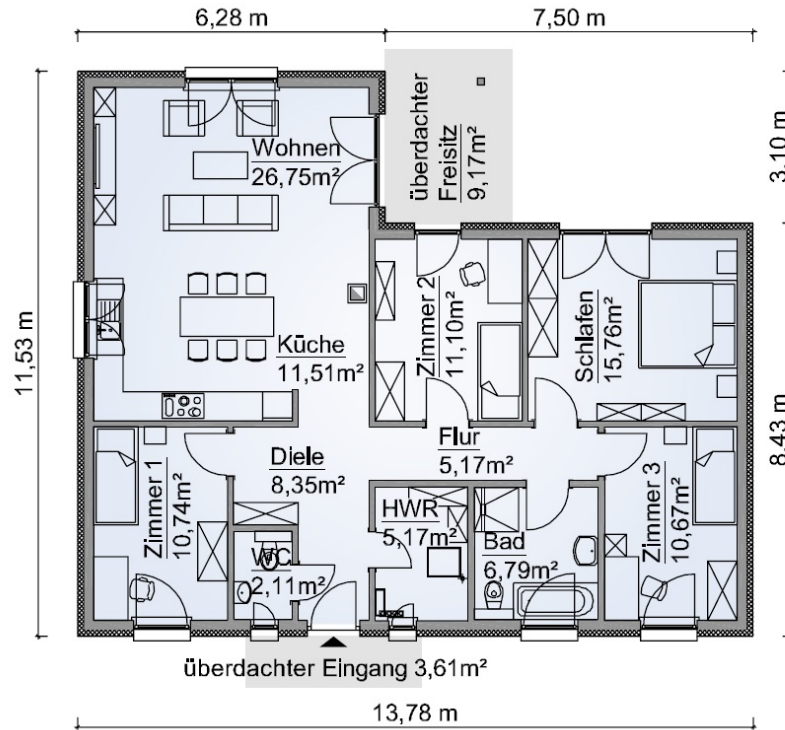 6,28 m
7,50 m
überdachter
Freisitz
9,17m²
3,10 m
Wohnen
26,75m²
11,53 m
Zimmer 2
11,10m²
Schlafen
15,76m²
Küche
11,51m²
8,43 m
Zimmer 1
10,74m²
Diele
8,35m²
Flur
5,17m²
HWR
5,17m²
Bad
6,79m²
Zimmer 3
10,67m²
WC
2,11m²
überdachter Eingang 3,61m²
13,78 m